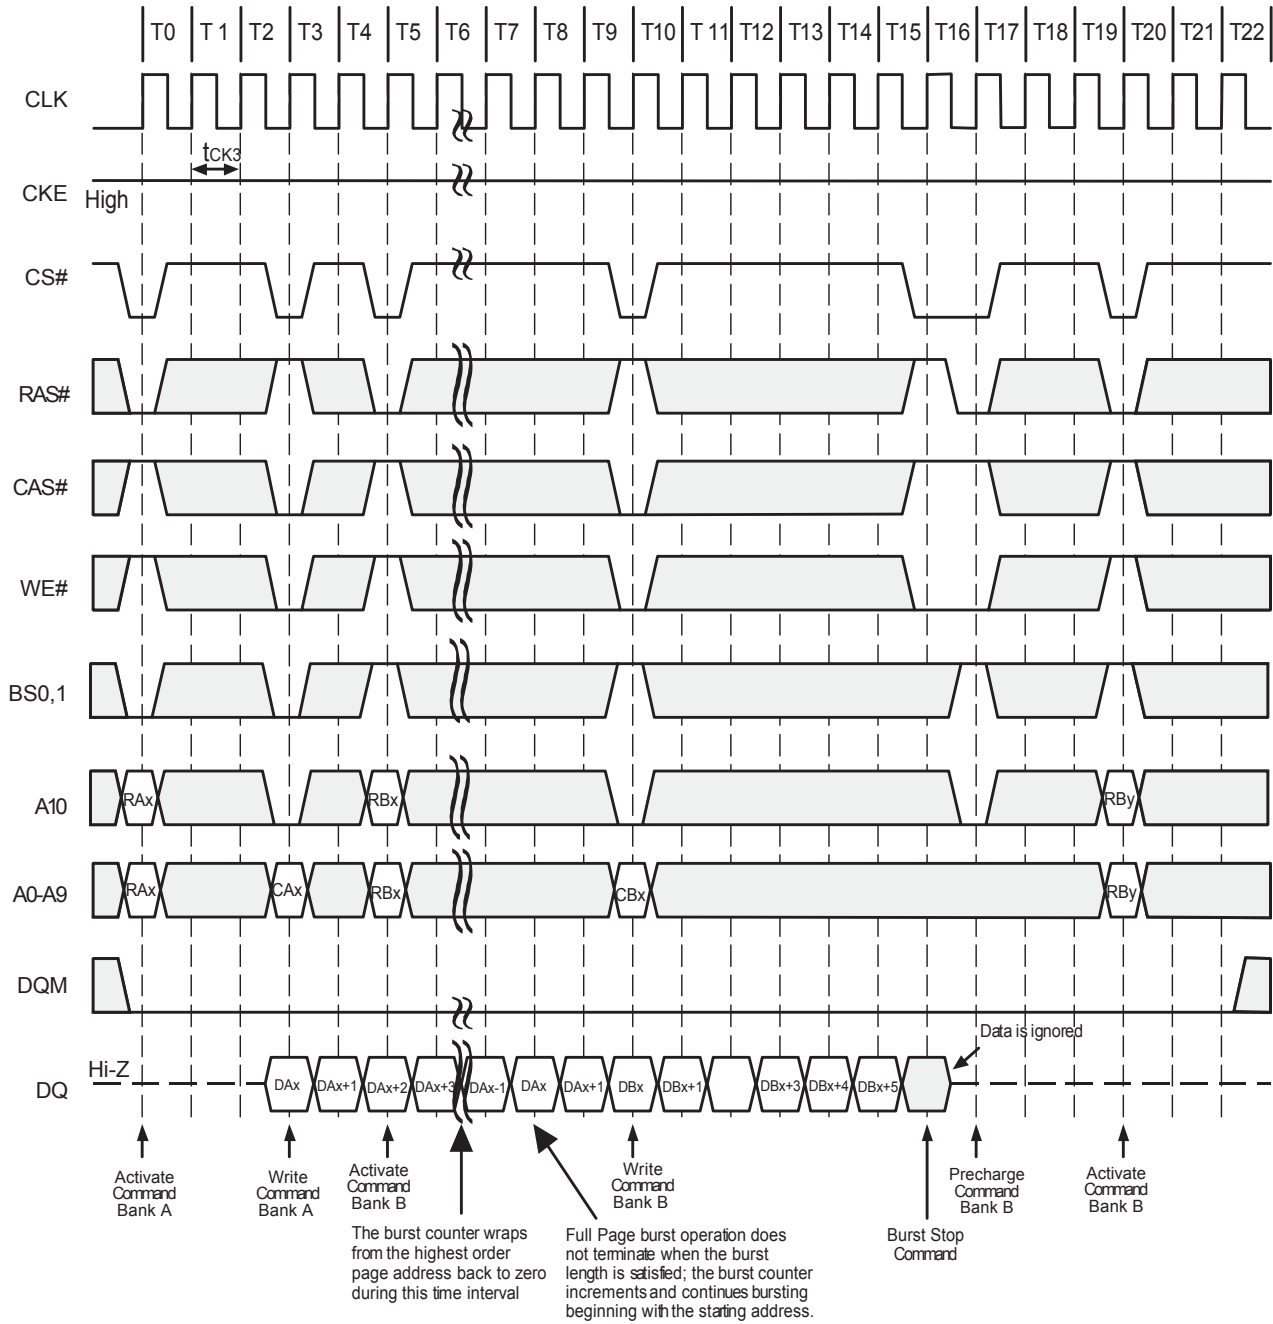 T0 T 1 T2 T3 T4 T5 T6 T7 T8 T9 T10 T 11 T12 T13 T14 T15 T16 T17 T18 T19 T20 T21 T22
CLK
tCK3
CKE High
CS#
RAS#
CAS#
WE#
BS0,1
A10 RAx RBx RBy
A0-A9 RAx CAx RBx CBx RBy
DQM
Data is ignored
Hi-Z
DQ DAx DAx+1 DAx+2 DAx+3 DAx-1 DAx DAx+1 DBx DBx+1 DBx+3 DBx+4 DBx+5
Activate
Command
Bank A
Write
Command
Bank A
Activate
Command
Bank B
The burst counter wraps
from the highest order
page address back to zero
during this time interval
Full Page burst operation does
not terminate when the burst
length is satisfied; the burst counter
increments and continues bursting
beginning with the starting address.
Write
Command
Bank B
Burst Stop
Command
Precharge
Command
Bank B
Activate
Command
Bank B